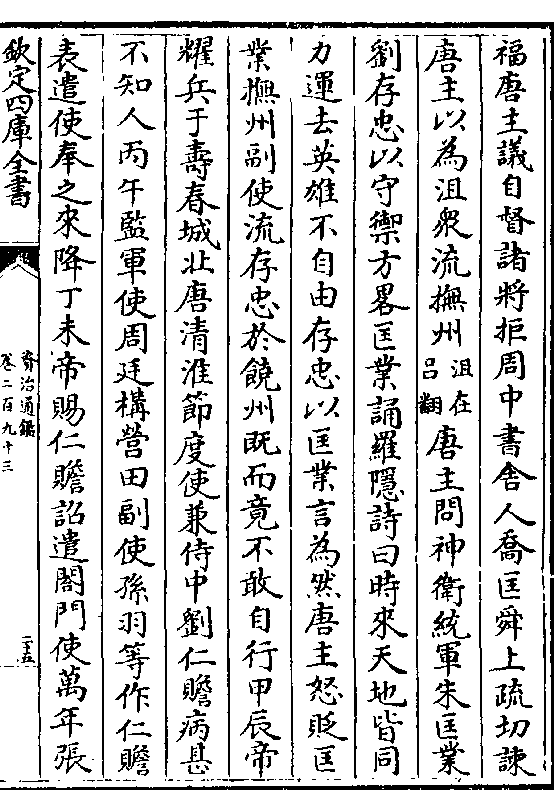 福唐主議自督諸將拒周中書舍人喬匡舜上疏切諫
唐主以為沮衆流撫州沮在呂翻唐主問神衛統軍朱匡業
劉存忠以守禦方畧匡業誦羅隱詩曰時來天地皆同
力運去英雄不自由存忠以匡業言為然唐主怒貶匡
業撫州副使流存忠於饒州既而竟不敢自行甲辰帝
耀兵于壽春城北唐清淮節度使兼侍中劉仁贍病甚
不知人丙午監軍使周廷構營田副使孫羽等作仁贍
表遣使奉之來降丁未帝賜仁贍詔遣閤門使萬年張
欽定四庫全書
資治通鑑
卷二百九十三
二五